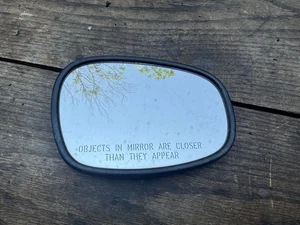 OBJECTS IN MIRROR ARE CLOSER
THAN THEY APPEAR